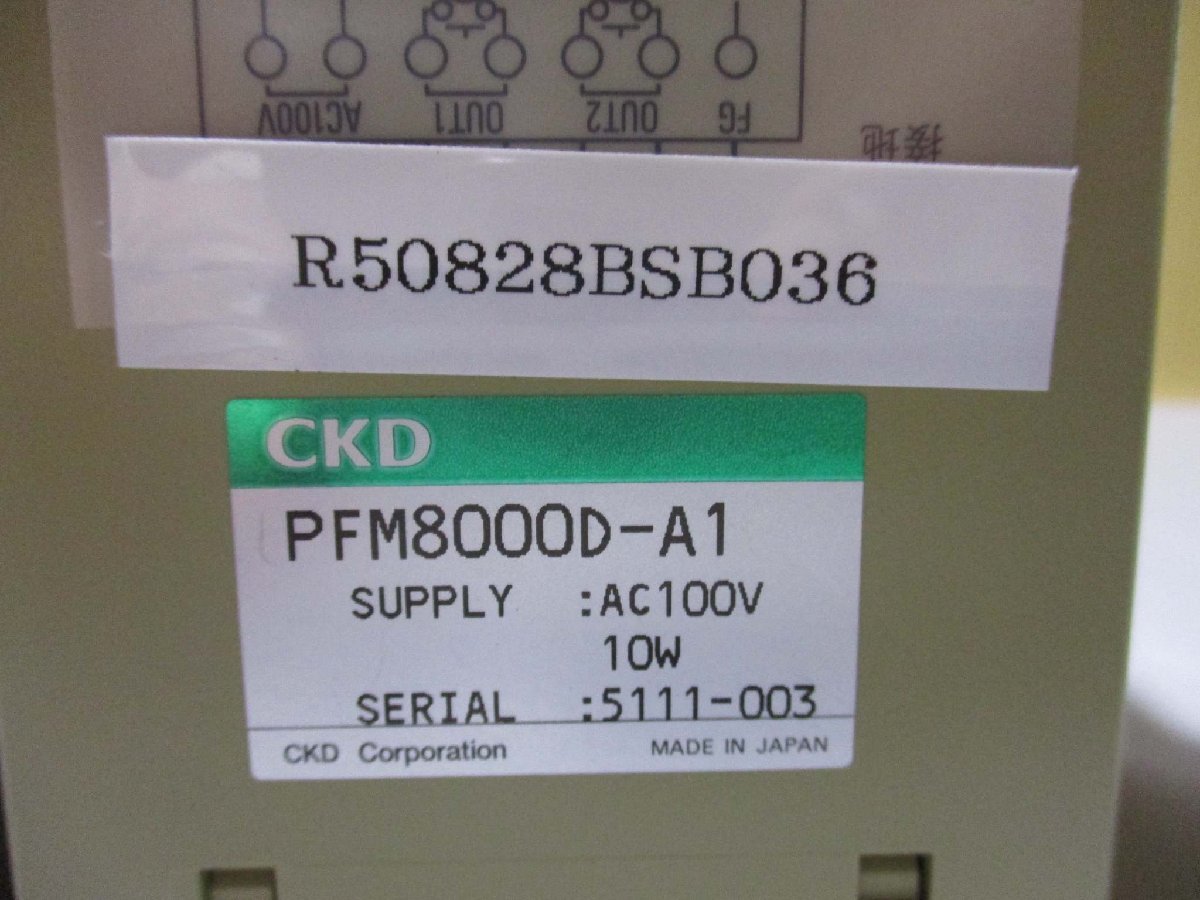 AC100V OUT1 OUT2 FG
接地
R50828BSB036
CKD
PFM8000D-A1
SUPPLY :AC100V
10W
SERIAL :5111-003
CKD Corporation MADE IN JAPAN